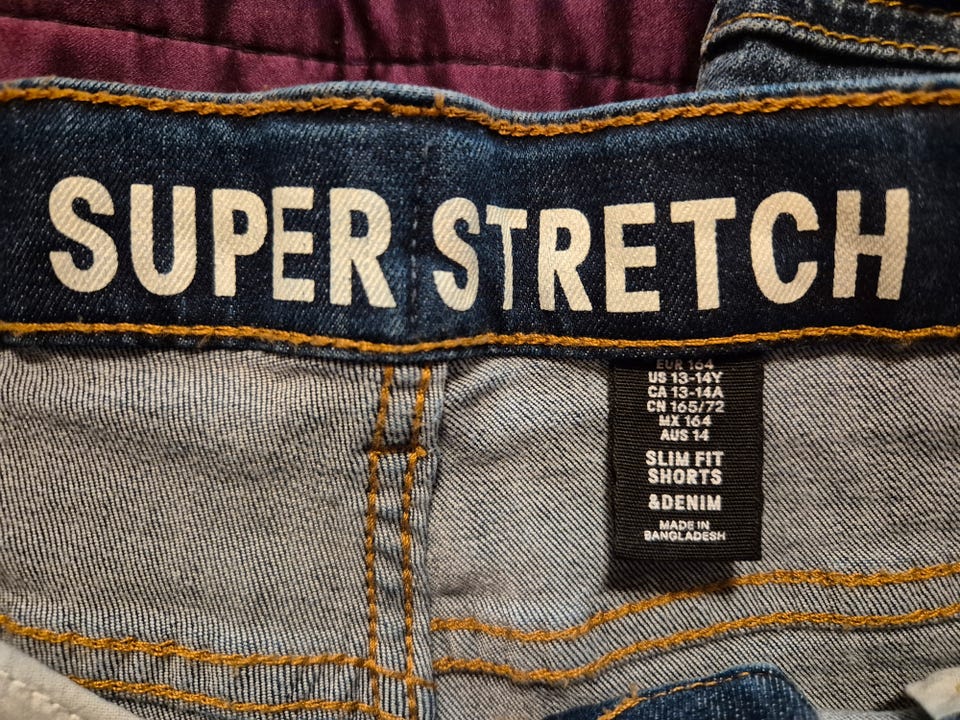 SUPER STRETCH
EUR 164
US 13-14Y
CA 13-14A
CN 165/72
MX 164
AUS 14
SLIM FIT
SHORTS
&DENIM
MADE IN
BANGLADESH